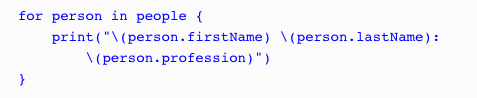 for person in people {
    print("\(person.firstName) \(person.lastName):
        \(person.profession)")
}